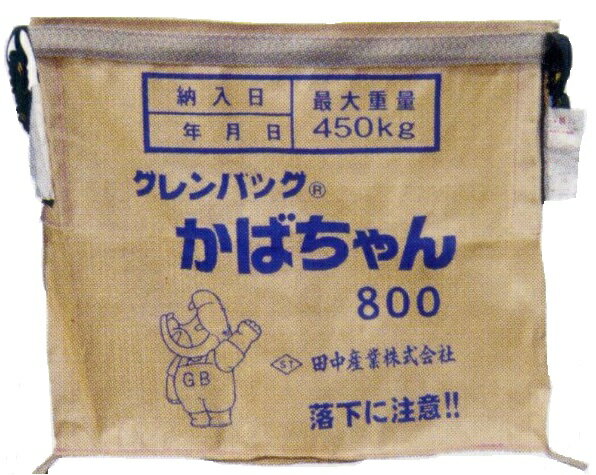 納入日
年 月 日
最大重量
450kg
グレンバッグ®
かばちゃん
800
GB
ST 田中産業株式会社
落下に注意!!